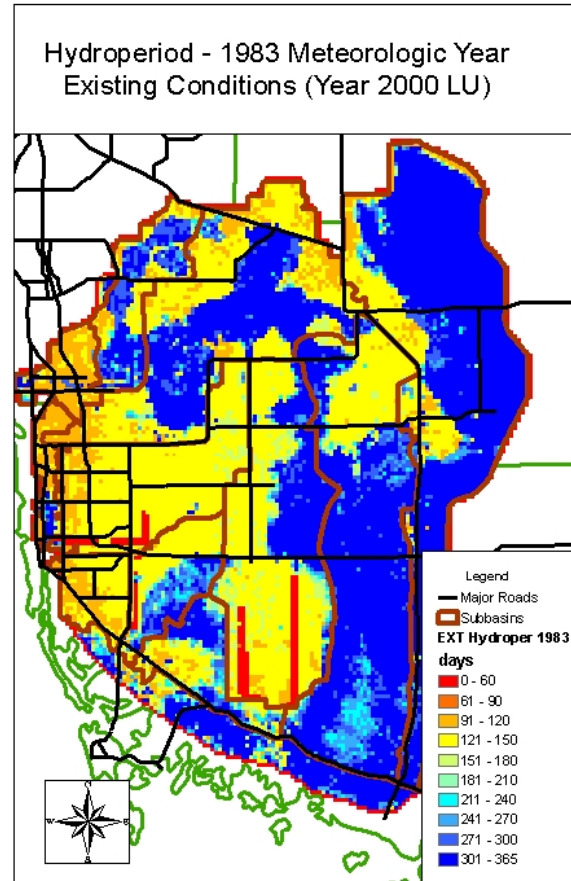 Hydroperiod - 1983 Meteorologic Year
Existing Conditions (Year 2000 LU)
Legend
Major Roads
Subbasins
EXT Hydroper 1983
days
0 - 60
61 - 90
91 - 120
121 - 150
151 - 180
181 - 210
211 - 240
241 - 270
271 - 300
301 - 365